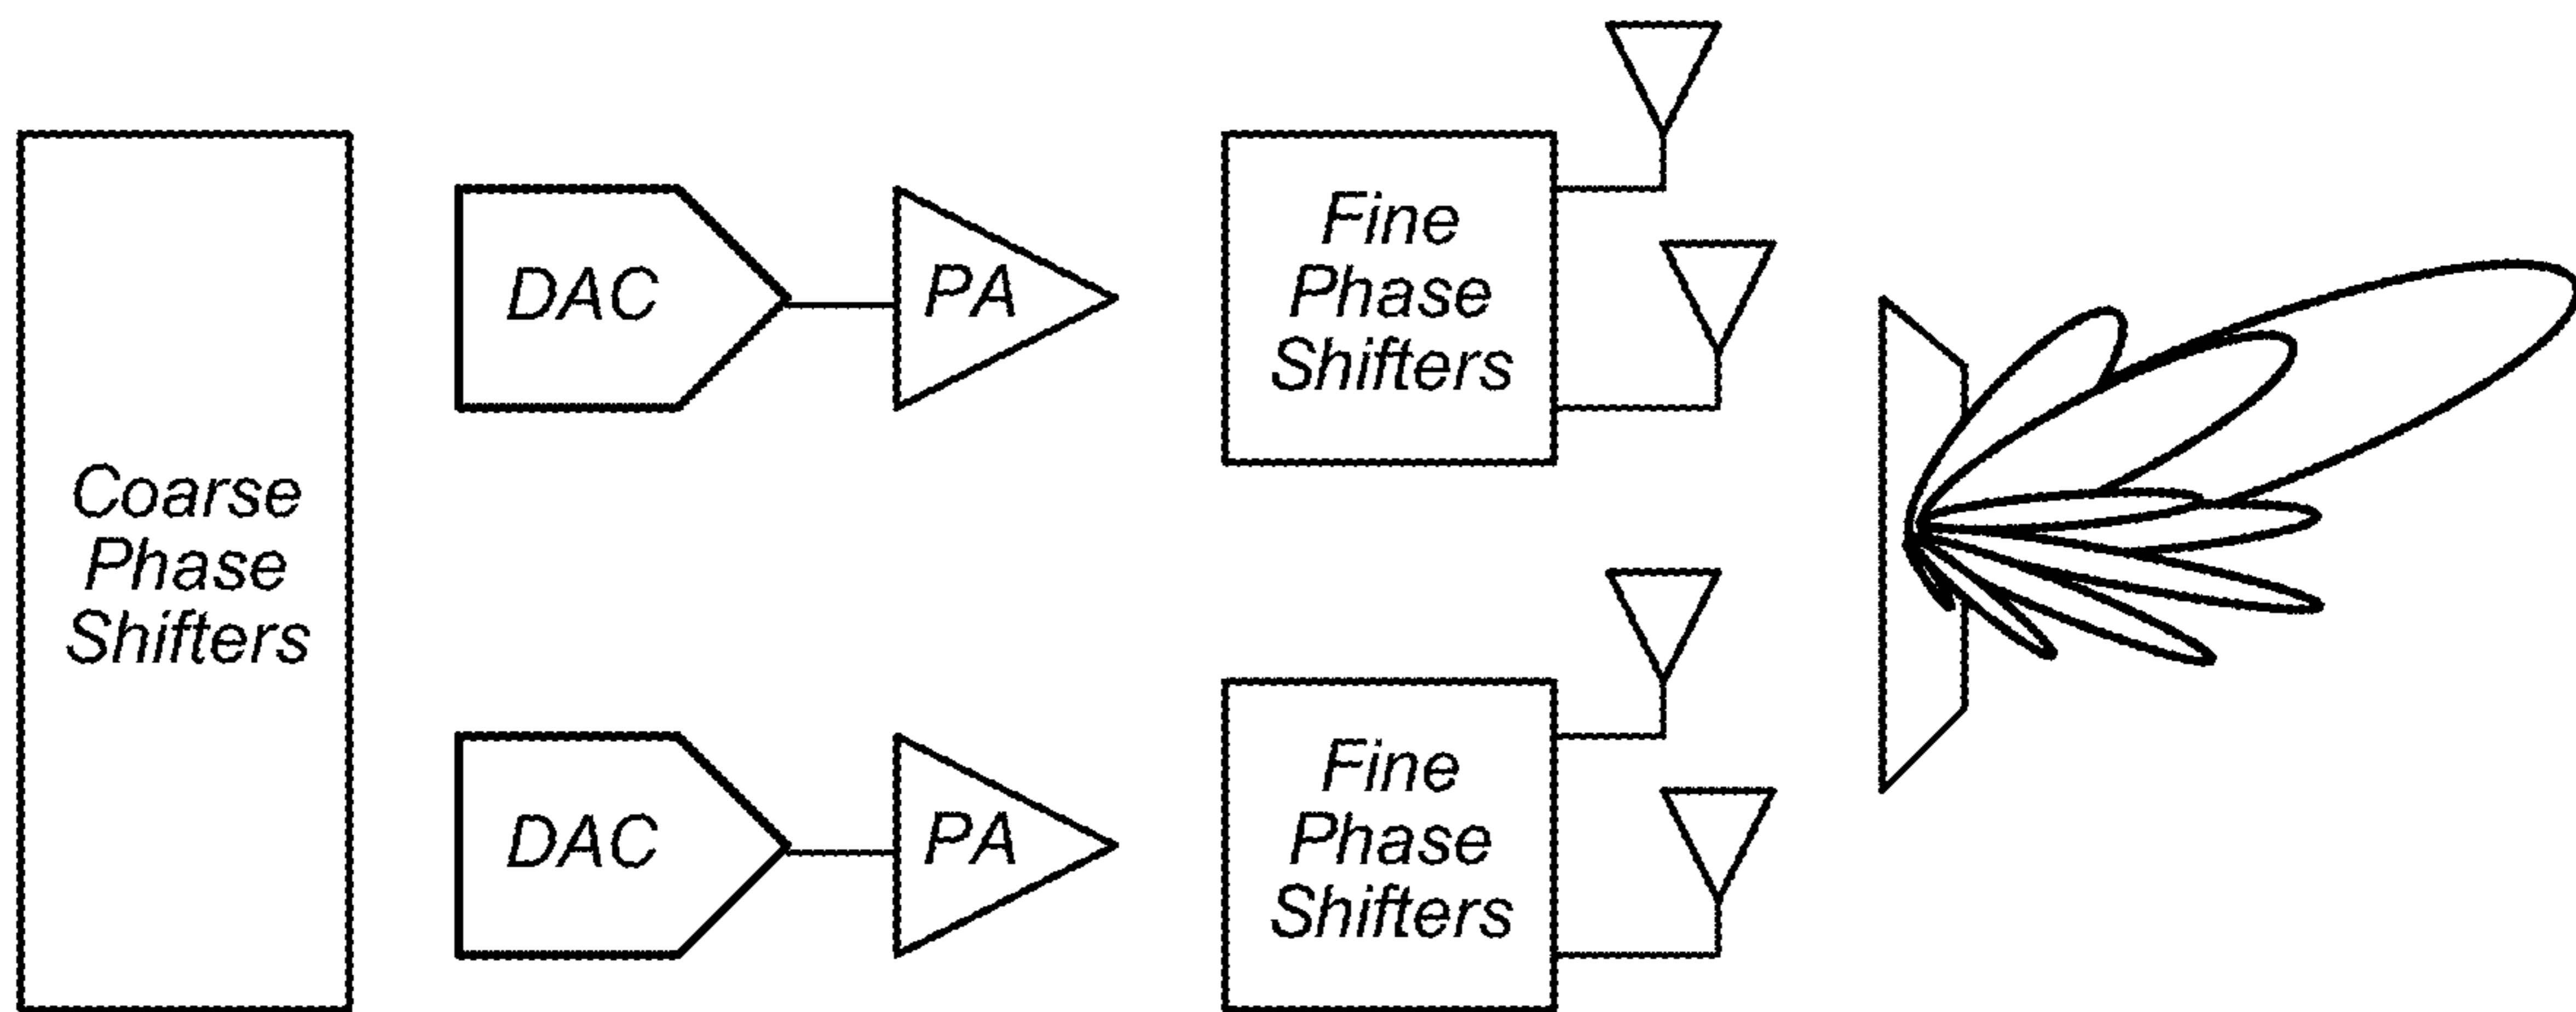 Coarse
Phase
Shifters
DAC
PA
Fine
Phase
Shifters
DAC
PA
Fine
Phase
Shifters